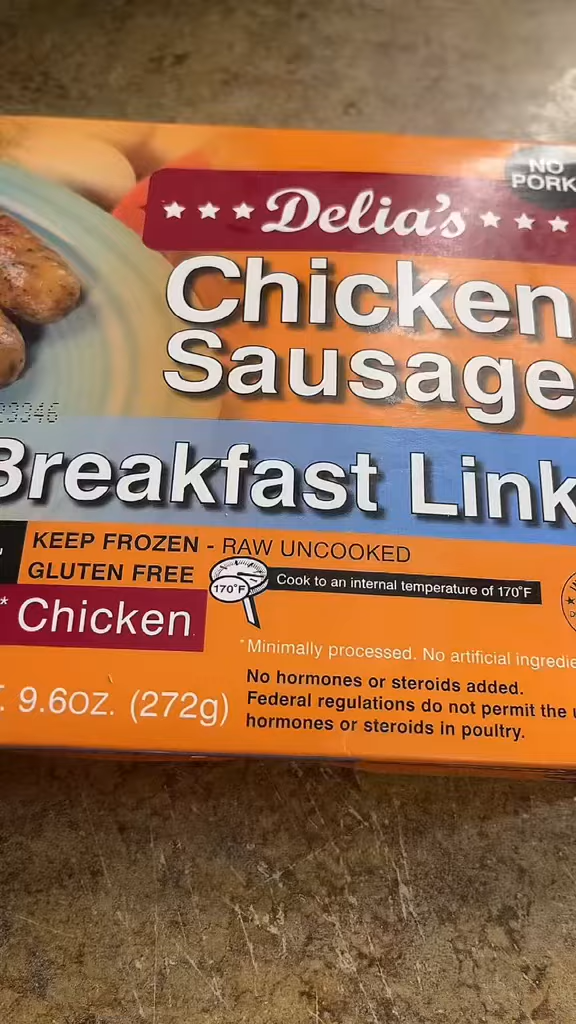 NO
PORK
Delia's
Chicken
Sausage
23346
Breakfast Link
KEEP FROZEN - RAW UNCOOKED
GLUTEN FREE
170°F
Cook to an internal temperature of 170°F
* Chicken
*Minimally processed. No artificial ingredie
No hormones or steroids added.
Federal regulations do not permit the u
hormones or steroids in poultry.
. 9.6OZ. (272g)